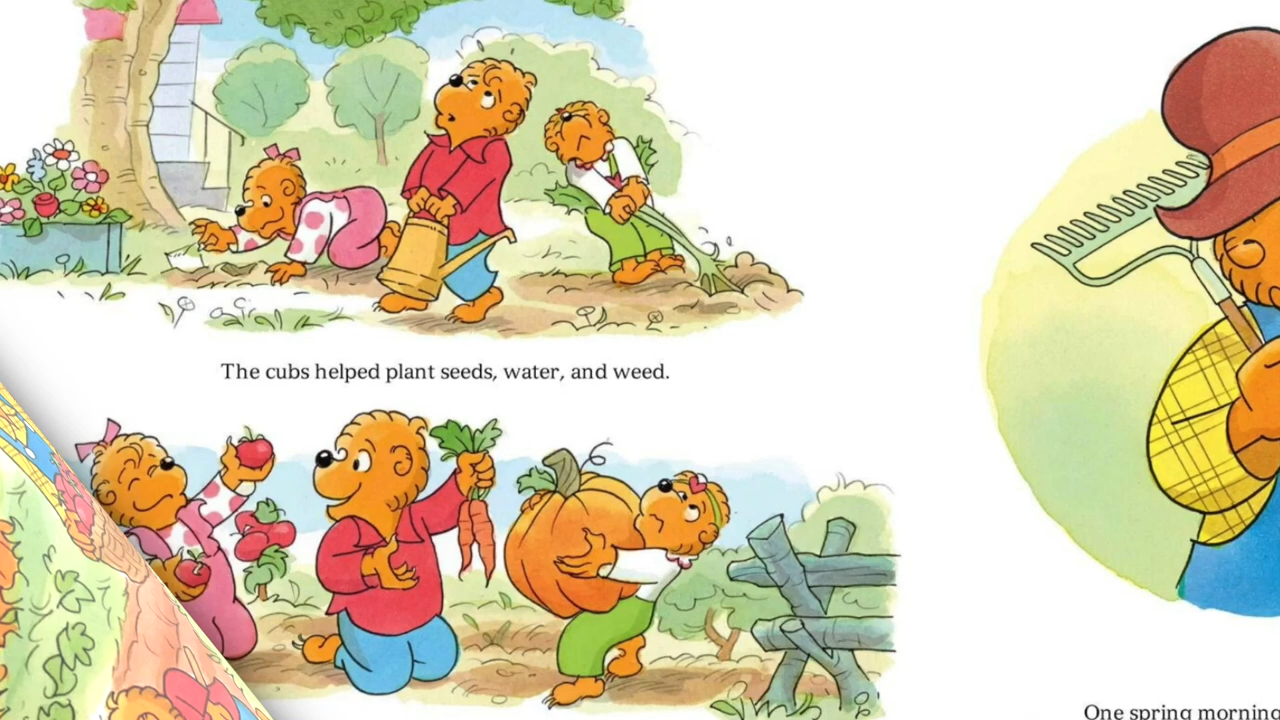 The cubs helped plant seeds, water, and weed.
One spring morning